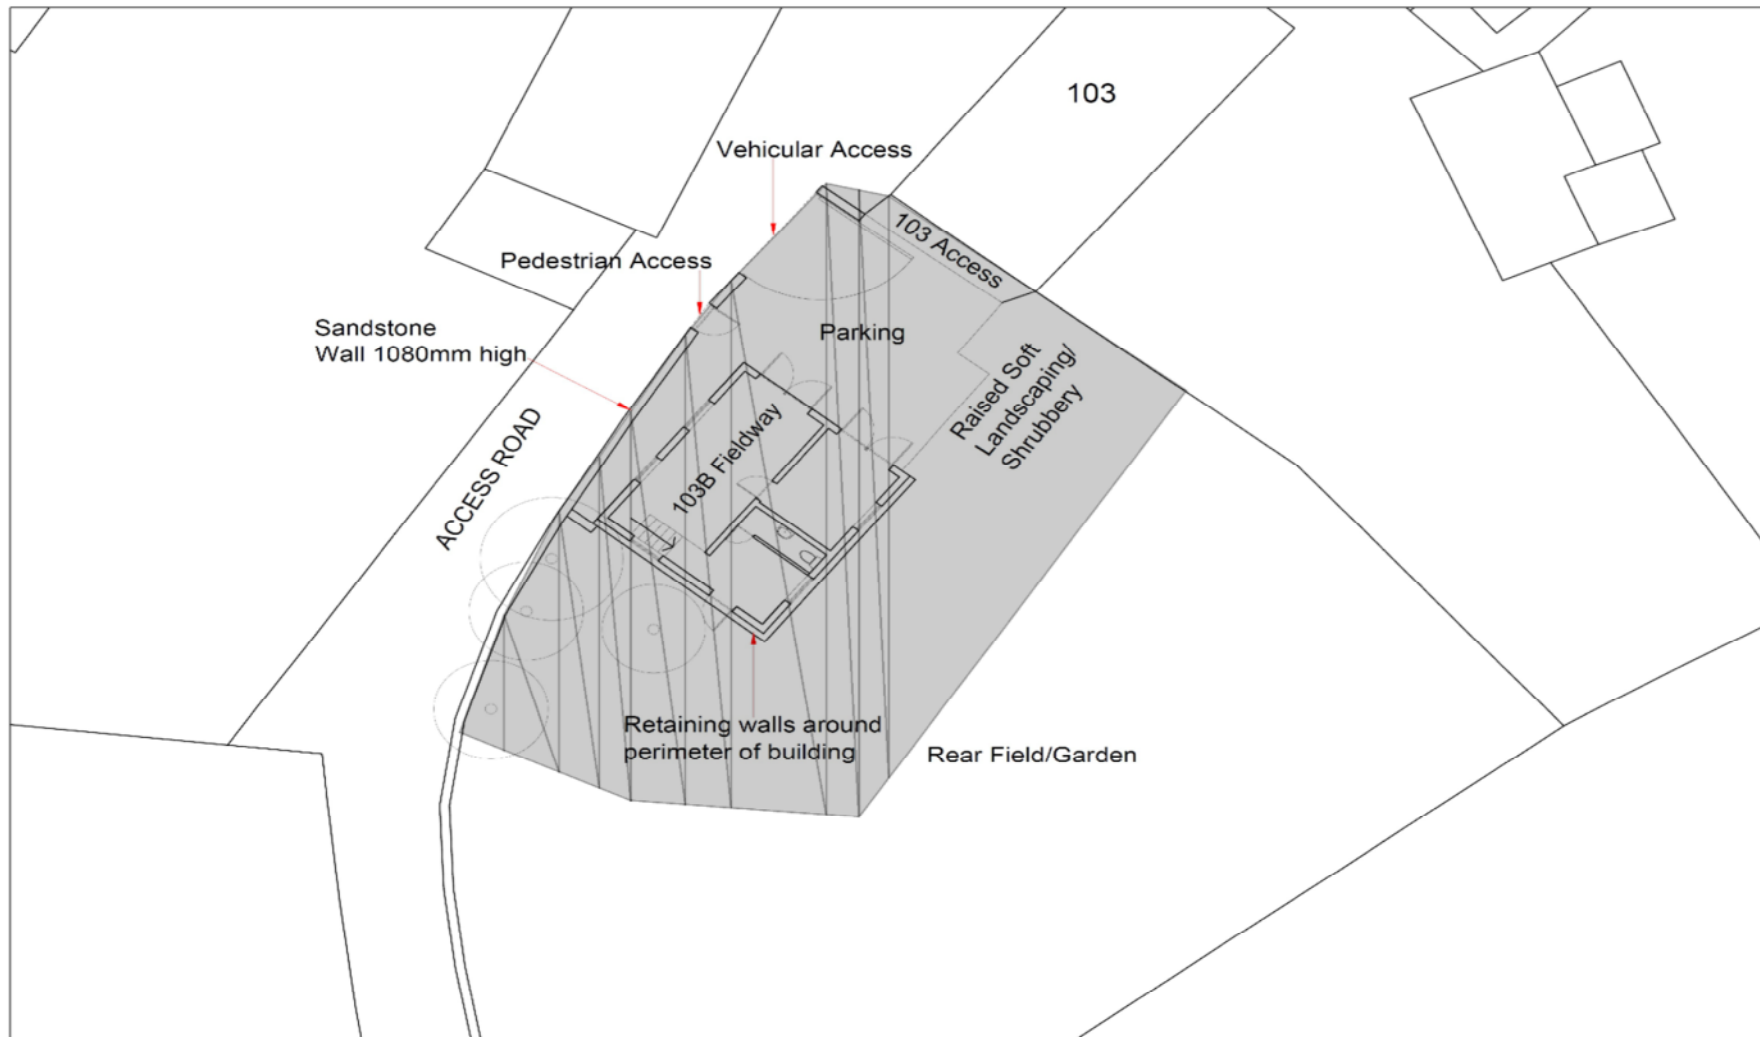 103
Vehicular Access
103 Access
Pedestrian Access
Sandstone
Wall 1080mm high
Parking
Raised Soft
Landscaping/
Shrubbery
103B Fieldway
ACCESS ROAD
Retaining walls around
perimeter of building
Rear Field/Garden